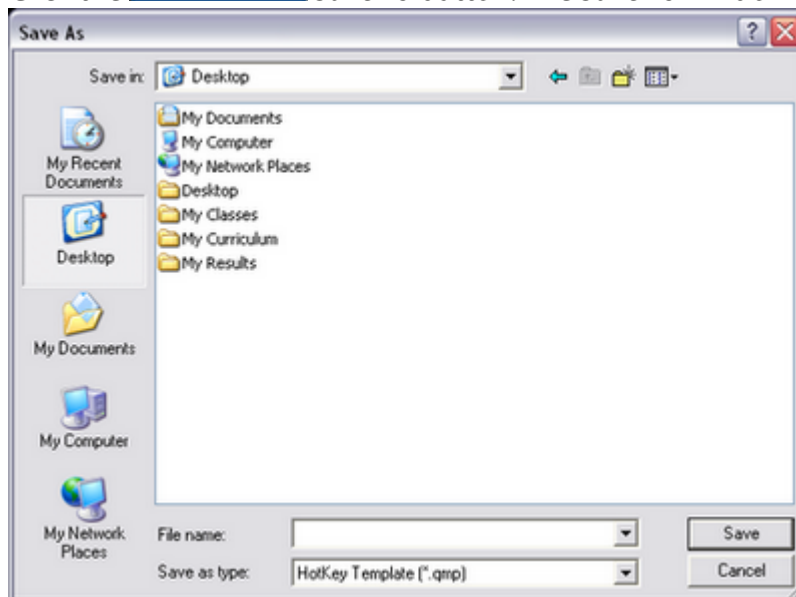 Save As
Save in:
Desktop
My Recent
Documents
Desktop
My Documents
My Computer
My Network
Places
My Documents
My Computer
My Network Places
Desktop
My Classes
My Curriculum
My Results
File name:
Save
Save as type:
HotKey Template (*.qmp)
Cancel